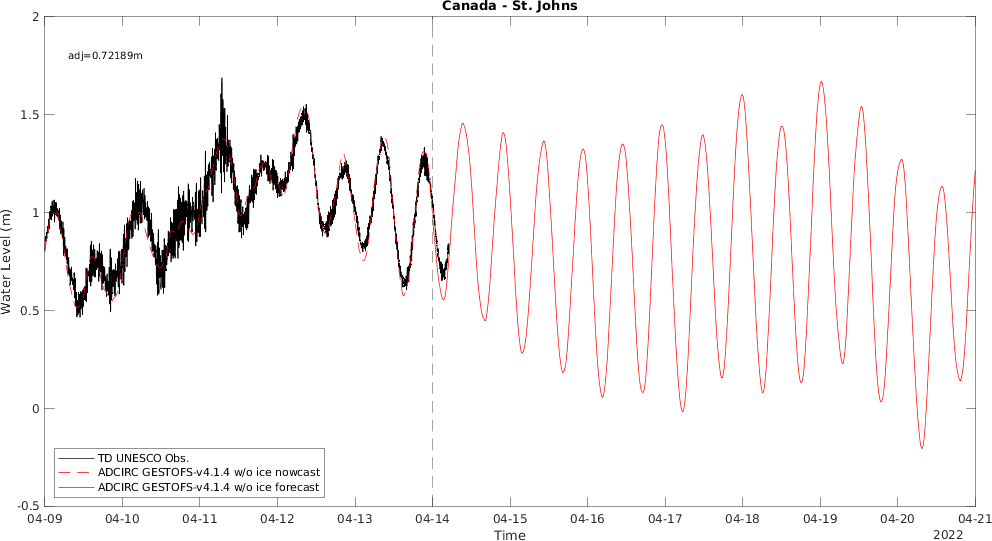 Canada - St. Johns
adj=0.72189m
2
1.5
1
0.5
0
-0.5
Water Level (m)
TD UNESCO Obs.
ADCIRC GESTOFS-v4.1.4 w/o ice nowcast
ADCIRC GESTOFS-v4.1.4 w/o ice forecast
04-09 04-10 04-11 04-12 04-13 04-14 04-15 04-16 04-17 04-18 04-19 04-20 04-21
Time
2022